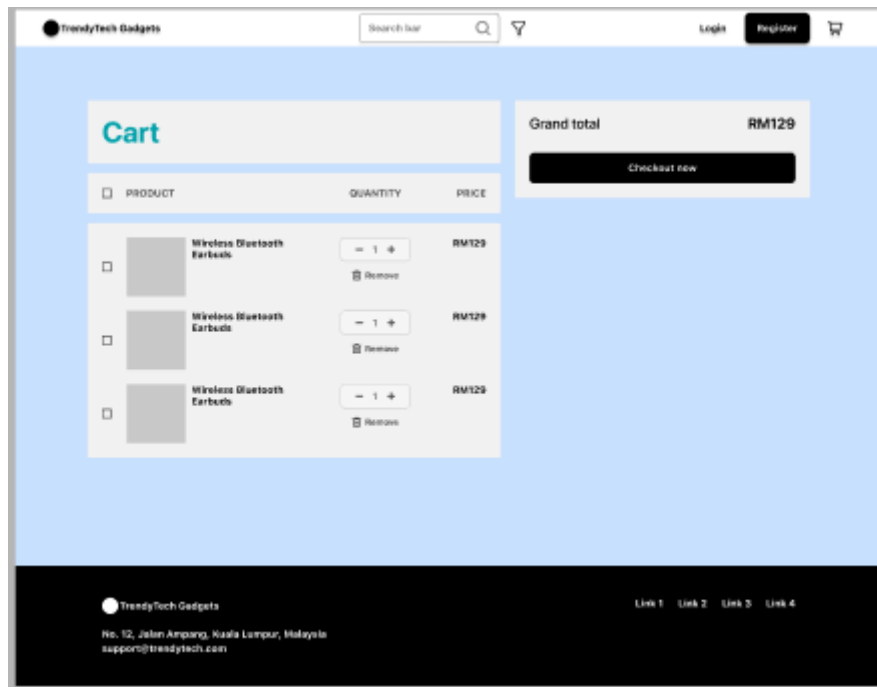 TrendyTech Gadgets
Search bar
Login
Register
Cart
Grand total
RM129
Checkout now
PRODUCT
QUANTITY
PRICE
Wireless Bluetooth
Earbuds
- 1 +
Remove
RM129
Wireless Bluetooth
Earbuds
- 1 +
Remove
RM129
Wireless Bluetooth
Earbuds
- 1 +
Remove
RM129
TrendyTech Gadgets
Link 1
Link 2
Link 3
Link 4
No. 12, Jalan Ampang, Kuala Lumpur, Malaysia
support@trendytech.com